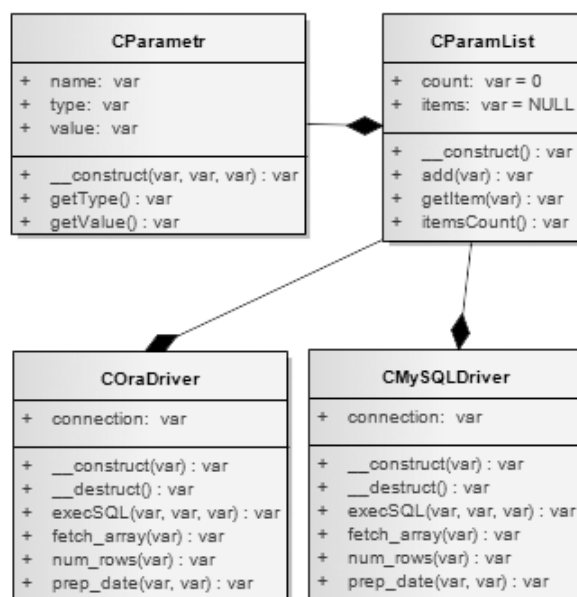 CParametr
+ name: var
+ type: var
+ value: var
+ __construct(var, var, var) : var
+ getType() : var
+ getValue() : var
CParamList
+ count: var = 0
+ items: var = NULL
+ __construct() : var
+ add(var) : var
+ getItem(var) : var
+ itemsCount() : var
COraDriver
+ connection: var
+ __construct(var) : var
+ __destruct() : var
+ execSQL(var, var, var) : var
+ fetch_array(var) : var
+ num_rows(var) : var
+ prep_date(var, var) : var
CMySQLDriver
+ connection: var
+ __construct(var) : var
+ __destruct() : var
+ execSQL(var, var, var) : var
+ fetch_array(var) : var
+ num_rows(var) : var
+ prep_date(var, var) : var